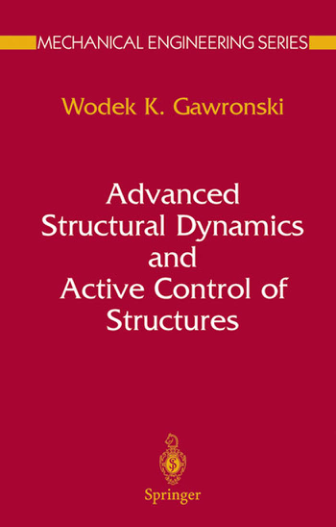 MECHANICAL ENGINEERING SERIES
Wodek K. Gawronski
Advanced
Structural Dynamics
and
Active Control of
Structures
Springer